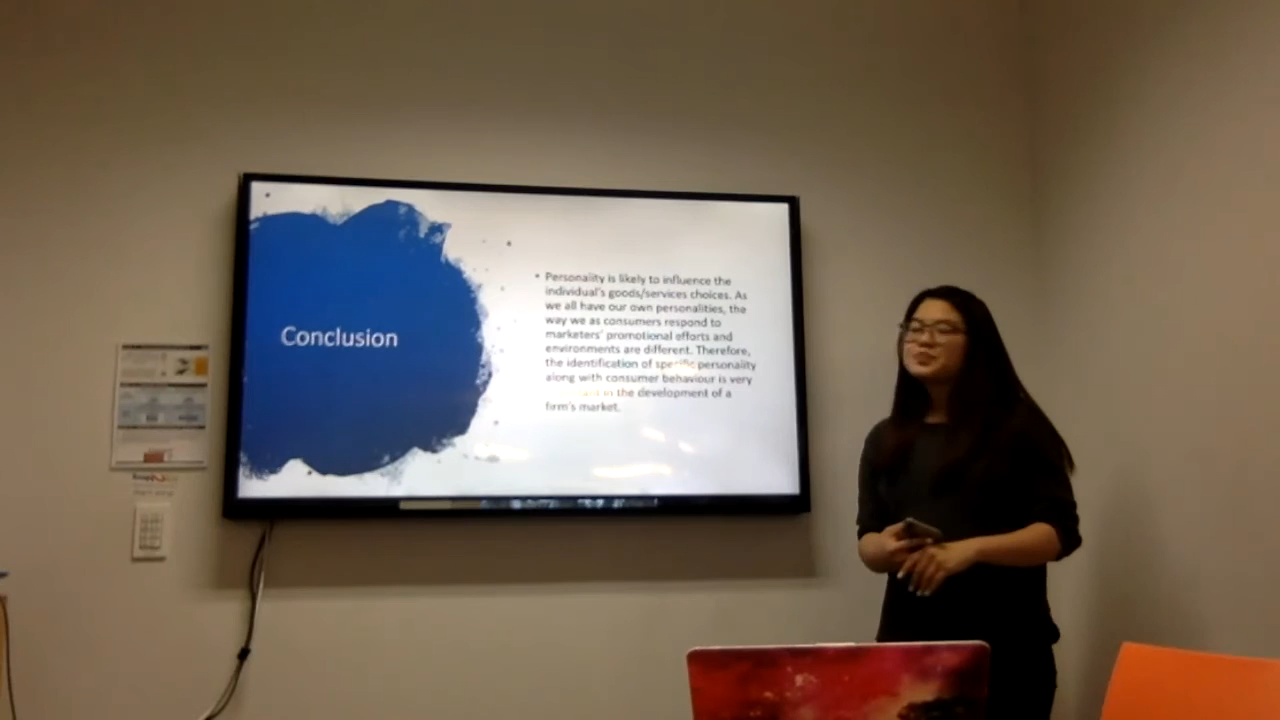 Conclusion
• Personality is likely to influence the
individual's goods/services choices. As
we all have our own personalities, the
way we as consumers respond to
marketers' promotional efforts and
environments are different. Therefore,
the identification of specific personality
along with consumer behaviour is very
in the development of a
firm's market.